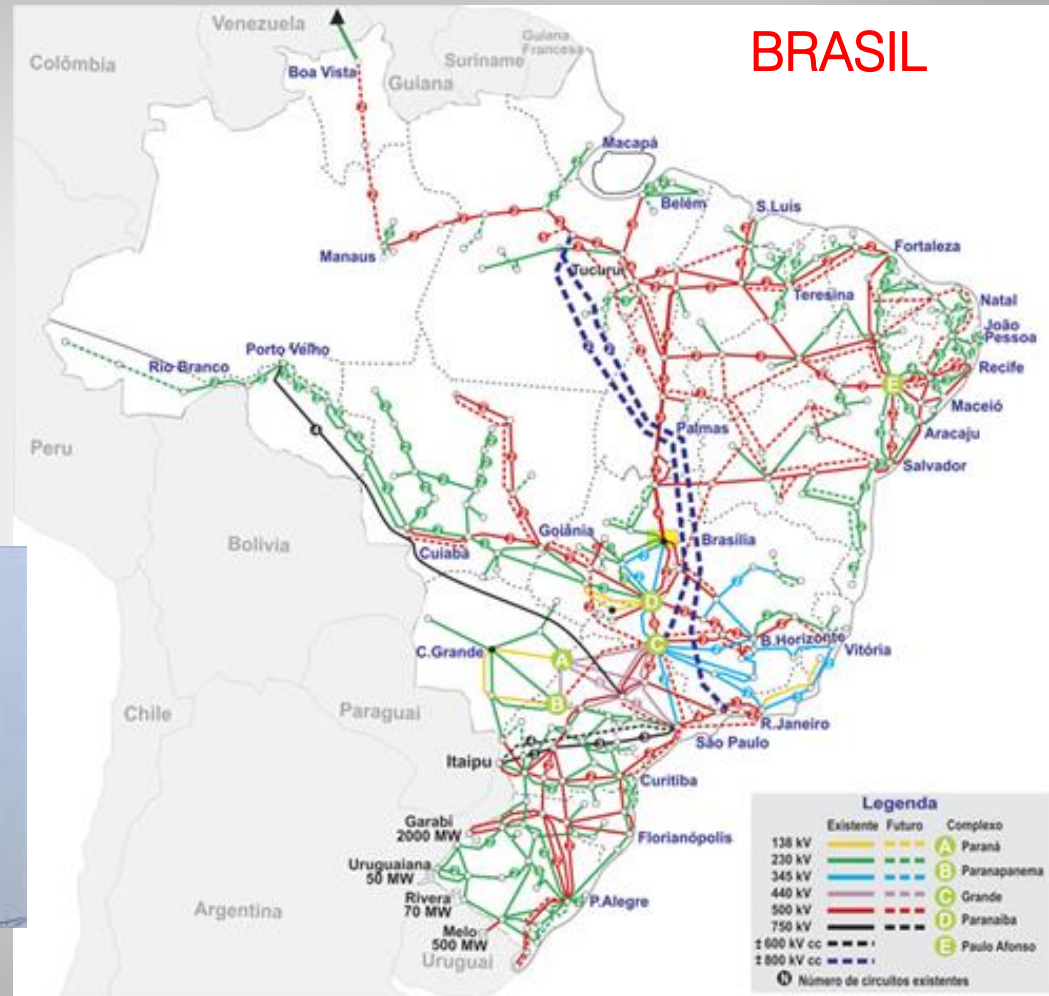 BRASIL
Venezuela
Guiana
Francesa
Colômbia
Suriname
Boa Vista
Guiana
Macapá
Belém
S.Luis
Manaus
Fortaleza
Tucuruí
Teresina
Natal
João
Pessoa
Porto Velho
Rio Branco
Recife
E
Maceió
Palmas
Aracaju
Peru
Salvador
Goiânia
Brasília
Bolívia
Cuiabá
D
C
B.Horizonte
C.Grande
A
Vitória
B
Chile
Paraguai
R.Janeiro
São Paulo
Itaipu
Curitiba
Garabi
2000 MW
Florianópolis
Uruguaiana
50 MW
Rivera
70 MW
P.Alegre
Argentina
Melo
500 MW
Uruguai
Legenda
Existente Futuro Complexo
138 kV A Paraná
230 kV
345 kV B Paranapanema
440 kV C Grande
500 kV
750 kV D Paranaíba
± 600 kV cc E Paulo Afonso
± 800 kV cc
N Número de circuitos existentes